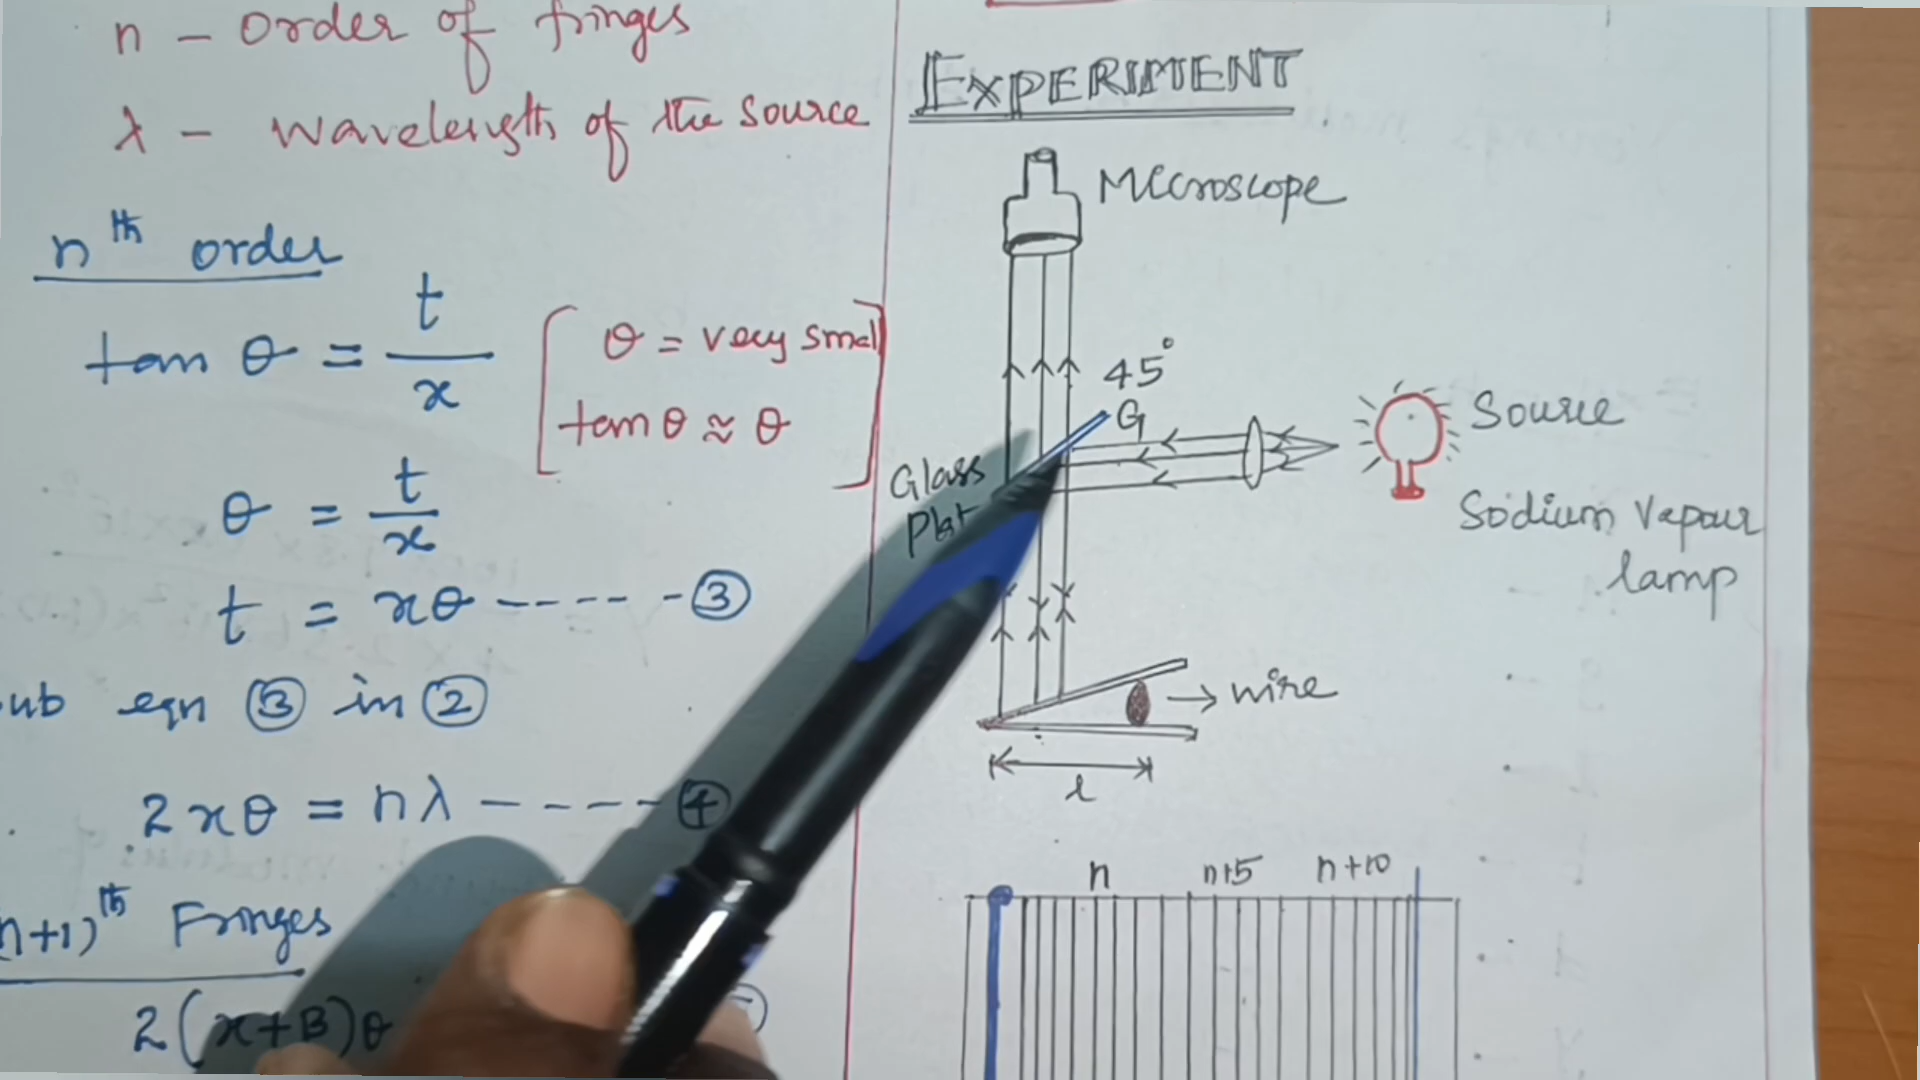 n - order of fringes
λ - wavelength of the source
nᵗʰ order
tan θ = t/x
[ θ = very small
tan θ ≈ θ ]
θ = t/x
t = xθ ----- ③
ub eqn ③ in ②
2xθ = nλ ----- ④
n+1)ᵗʰ Fringes
2(x+β)θ
EXPERIMENT
Microscope
45°
G
Glass
Plat
Source
Sodium Vapour
lamp
→ wire
l
n n+5 n+10